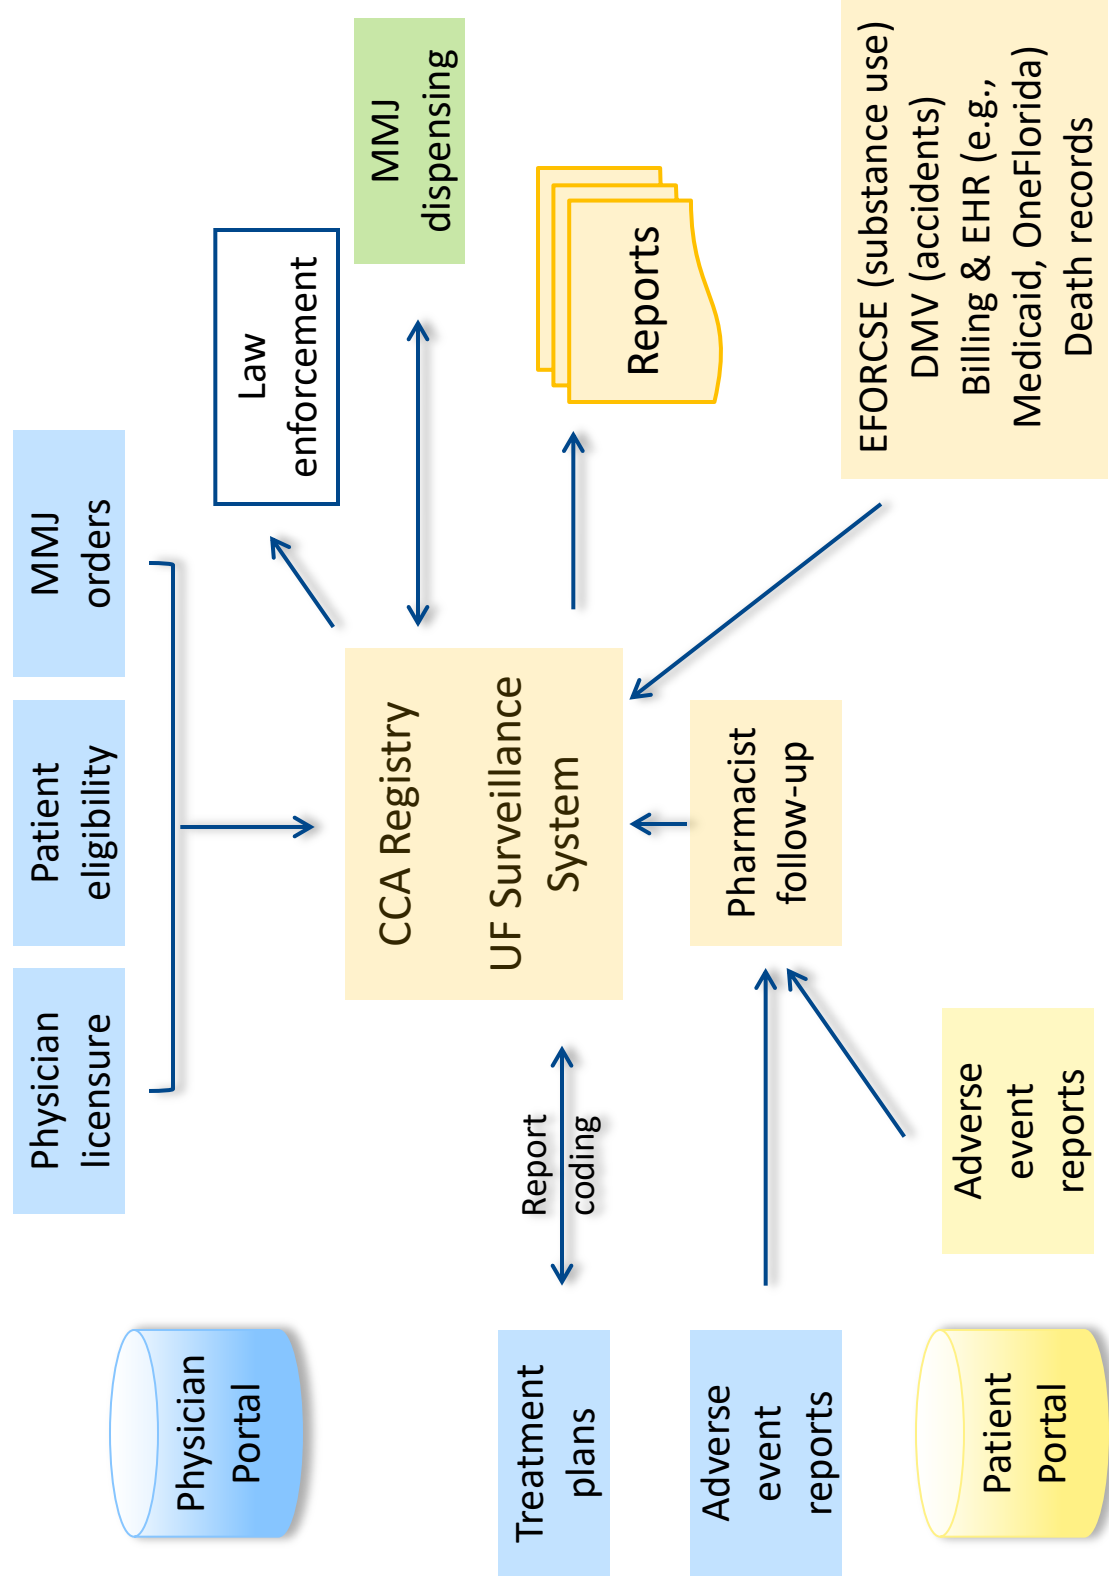 Physician
Portal
Physician
licensure
Patient
eligibility
MMJ
orders
Law
enforcement
MMJ
dispensing
CCA Registry
UF Surveillance
System
Report
coding
Treatment
plans
Reports
Adverse
event
reports
Pharmacist
follow-up
Patient
Portal
Adverse
event
reports
EFORCSE (substance use)
DMV (accidents)
Billing & EHR (e.g.,
Medicaid, OneFlorida)
Death records